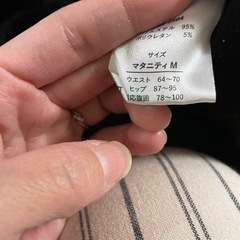 95%
ポリウレタン 5%
サイズ
マタニティ M
ウエスト 64~70
ヒップ 87~95
応腹囲 78~100